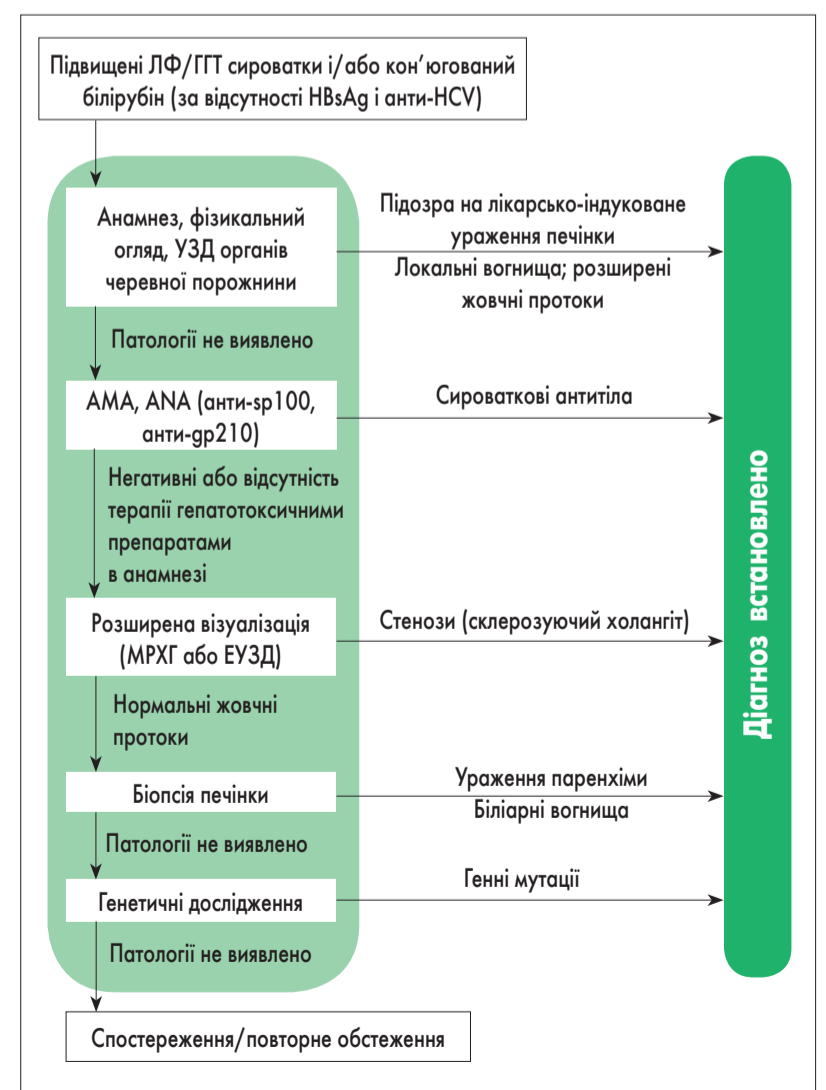 Підвищені ЛФ/ГГТ сироватки і/або кон’югований
білірубін (за відсутності HBsAg і анти-HCV)
Анамнез, фізикальний
огляд, УЗД органів
черевної порожнини
Підозра на лікарсько-індуковане
ураження печінки
Локальні вогнища; розширені
жовчні протоки
Патології не виявлено
АМА, ANA (анти-sp100,
анти-gp210)
Сироваткові антитіла
Негативні або відсутність
терапії гепатотоксичними
препаратами
в анамнезі
Розширена візуалізація
(МРХГ або ЕУЗД)
Стенози (склерозуючий холангіт)
Нормальні жовчні
протоки
Біопсія печінки
Ураження паренхіми
Біліарні вогнища
Патології не виявлено
Генетичні дослідження
Генні мутації
Патології не виявлено
Спостереження/повторне обстеження
Діагноз встановлено